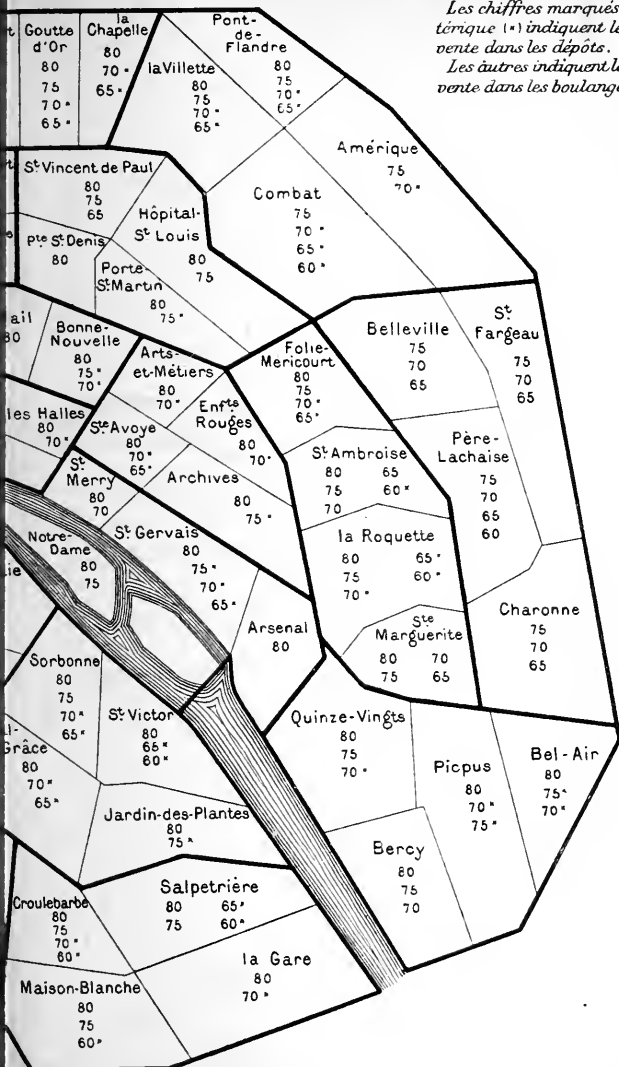 Les chiffres marqués
térique (*) indiquent le
vente dans les dépôts.
Les autres indiquent le
vente dans les boulange
Goutte
d'Or
80
75
70*
65*
la
Chapelle
80
70*
65*
la Villette
80
75
70*
65*
Pont-
de-
Flandre
80
75
70*
65*
Amérique
75
70*
St Vincent de Paul
80
75
65
Hôpital-
St Louis
80
75
Combat
75
70*
65*
60*
Pte St Denis
80
Porte-
St Martin
80
75*
ail
80
Bonne-
Nouvelle
80
75*
70*
Arts-
et-Métiers
80
70*
Folie-
Mericourt
80
75
70*
65*
Belleville
75
70
65
St
Fargeau
75
70
65
les Halles
80
70*
Ste Avoye
80
70*
65*
Enfts
Rouges
80
70*
St Ambroise
80 65
75 60*
70
Père-
Lachaise
75
70
65
60
St
Merry
80
70
Archives
80
75*
Notre-
Dame
80
75
lie
St Gervais
80
75*
70*
65*
la Roquette
80 65*
75 60*
70*
Arsenal
80
Ste
Marguerite
80 70
75 65
Charonne
75
70
65
Sorbonne
80
75
70*
65*
St Victor
80
65*
60*
Quinze-Vingts
80
75
70*
Picpus
80
70*
75*
Bel-Air
80
75*
70*
l-
Grâce
80
70*
65*
Jardin-des-Plantes
80
75*
Bercy
80
75
70
Croulebarbe
80
75
70*
60*
Salpetrière
80 65*
75 60*
la Gare
80
70*
Maison-Blanche
80
75
60*